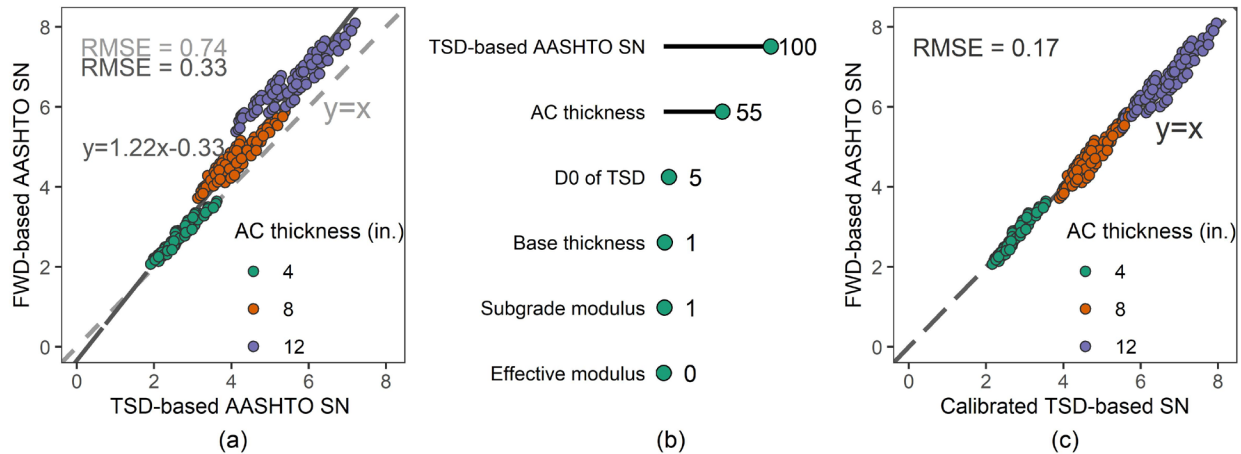 FWD-based AASHTO SN
8
6
4
2
0
RMSE = 0.74
RMSE = 0.33
y=x
y=1.22x-0.33
AC thickness (in.)
4
8
12
0 2 4 6 8
TSD-based AASHTO SN
(a)
TSD-based AASHTO SN 100
AC thickness 55
D0 of TSD 5
Base thickness 1
Subgrade modulus 1
Effective modulus 0
(b)
FWD-based AASHTO SN
8
6
4
2
0
RMSE = 0.17
y=x
AC thickness (in.)
4
8
12
0 2 4 6 8
Calibrated TSD-based SN
(c)